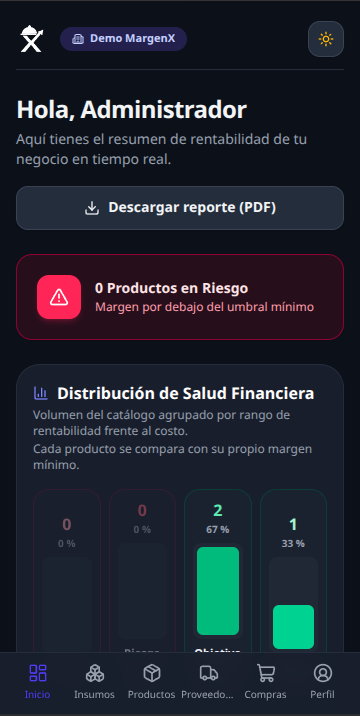 Demo MargenX
Hola, Administrador
Aquí tienes el resumen de rentabilidad de tu
negocio en tiempo real.
Descargar reporte (PDF)
0 Productos en Riesgo
Margen por debajo del umbral mínimo
Distribución de Salud Financiera
Volumen del catálogo agrupado por rango de
rentabilidad frente al costo.
Cada producto se compara con su propio margen
mínimo.
0 0 2 1
0 % 0 % 67 % 33 %
Riesgo Objetivo
Inicio Insumos Productos Proveedo... Compras Perfil